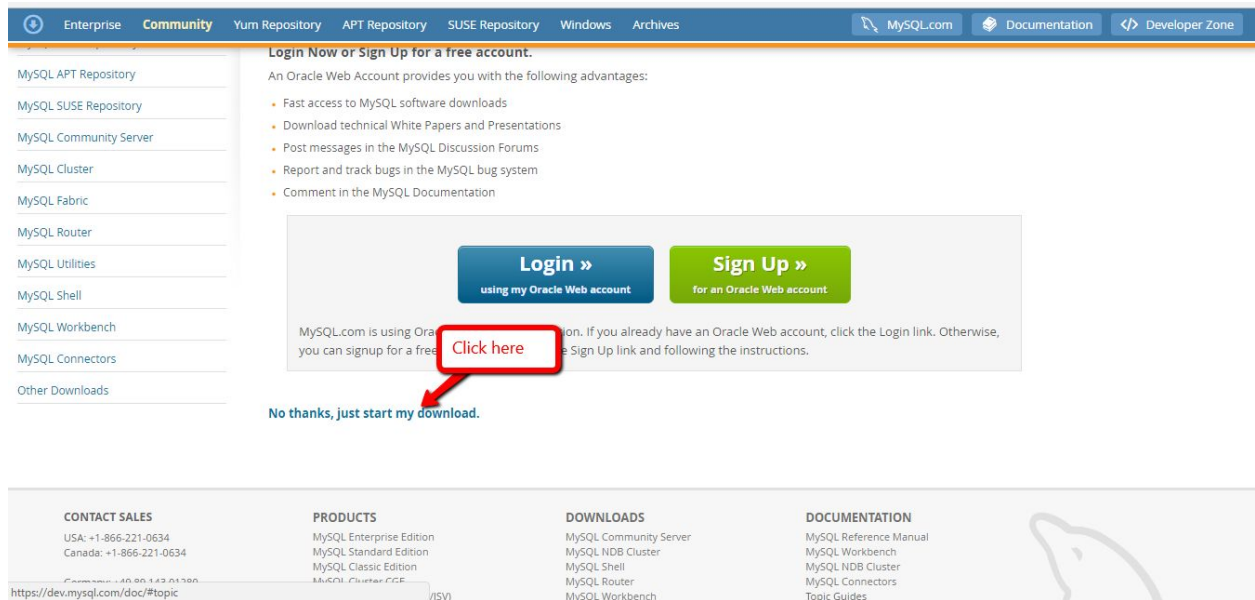 Enterprise Community Yum Repository APT Repository SUSE Repository Windows Archives MySQL.com Documentation Developer Zone
MySQL APT Repository
MySQL SUSE Repository
MySQL Community Server
MySQL Cluster
MySQL Fabric
MySQL Router
MySQL Utilities
MySQL Shell
MySQL Workbench
MySQL Connectors
Other Downloads
Login Now or Sign Up for a free account.
An Oracle Web Account provides you with the following advantages:
• Fast access to MySQL software downloads
• Download technical White Papers and Presentations
• Post messages in the MySQL Discussion Forums
• Report and track bugs in the MySQL bug system
• Comment in the MySQL Documentation
Login »
using my Oracle Web account
Sign Up »
for an Oracle Web account
MySQL.com is using Ora ion. If you already have an Oracle Web account, click the Login link. Otherwise,
you can signup for a free e Sign Up link and following the instructions.
Click here
No thanks, just start my download.
CONTACT SALES
USA: +1-866-221-0634
Canada: +1-866-221-0634
Germany: +49 89 143 01280
PRODUCTS
MySQL Enterprise Edition
MySQL Standard Edition
MySQL Classic Edition
MySQL Cluster CGE
/ISV)
DOWNLOADS
MySQL Community Server
MySQL NDB Cluster
MySQL Shell
MySQL Router
MySQL Workbench
DOCUMENTATION
MySQL Reference Manual
MySQL Workbench
MySQL NDB Cluster
MySQL Connectors
Topic Guides
https://dev.mysql.com/doc/#topic